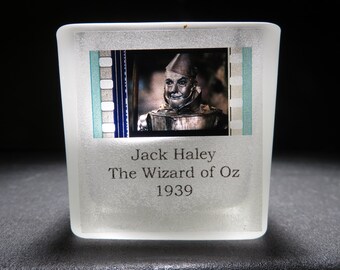 Jack Haley
The Wizard of Oz
1939